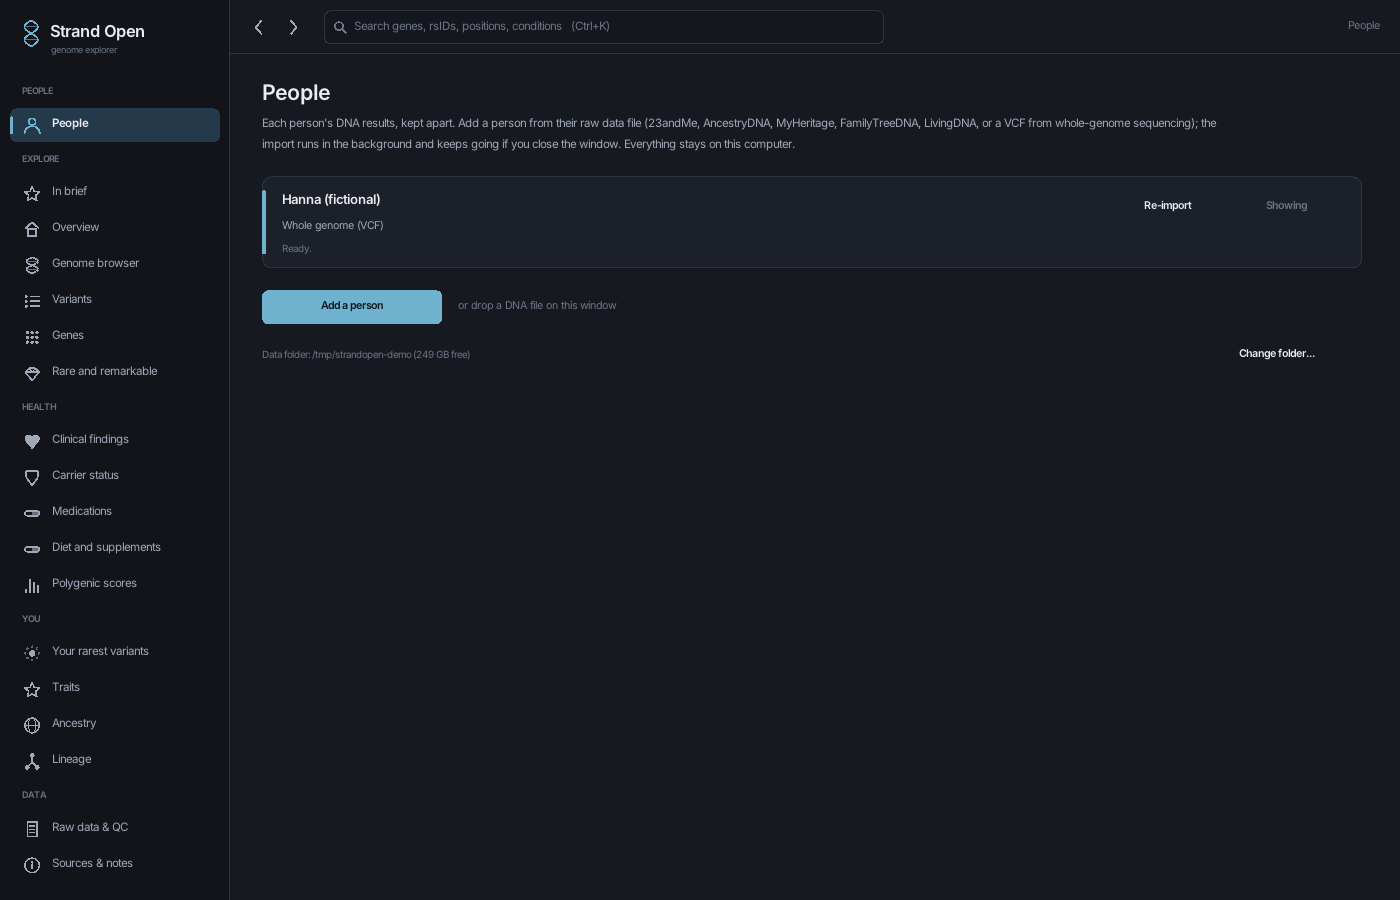 Strand Open
genome explorer
PEOPLE
People
EXPLORE
In brief
Overview
Genome browser
Variants
Genes
Rare and remarkable
HEALTH
Clinical findings
Carrier status
Medications
Diet and supplements
Polygenic scores
YOU
Your rarest variants
Traits
Ancestry
Lineage
DATA
Raw data & QC
Sources & notes
Search genes, rsIDs, positions, conditions (Ctrl+K)
People
People
Each person's DNA results, kept apart. Add a person from their raw data file (23andMe, AncestryDNA, MyHeritage, FamilyTreeDNA, LivingDNA, or a VCF from whole-genome sequencing); the
import runs in the background and keeps going if you close the window. Everything stays on this computer.
Hanna (fictional)
Whole genome (VCF)
Ready.
Re-import
Showing
Add a person
or drop a DNA file on this window
Data folder: /tmp/strandopen-demo (249 GB free)
Change folder...